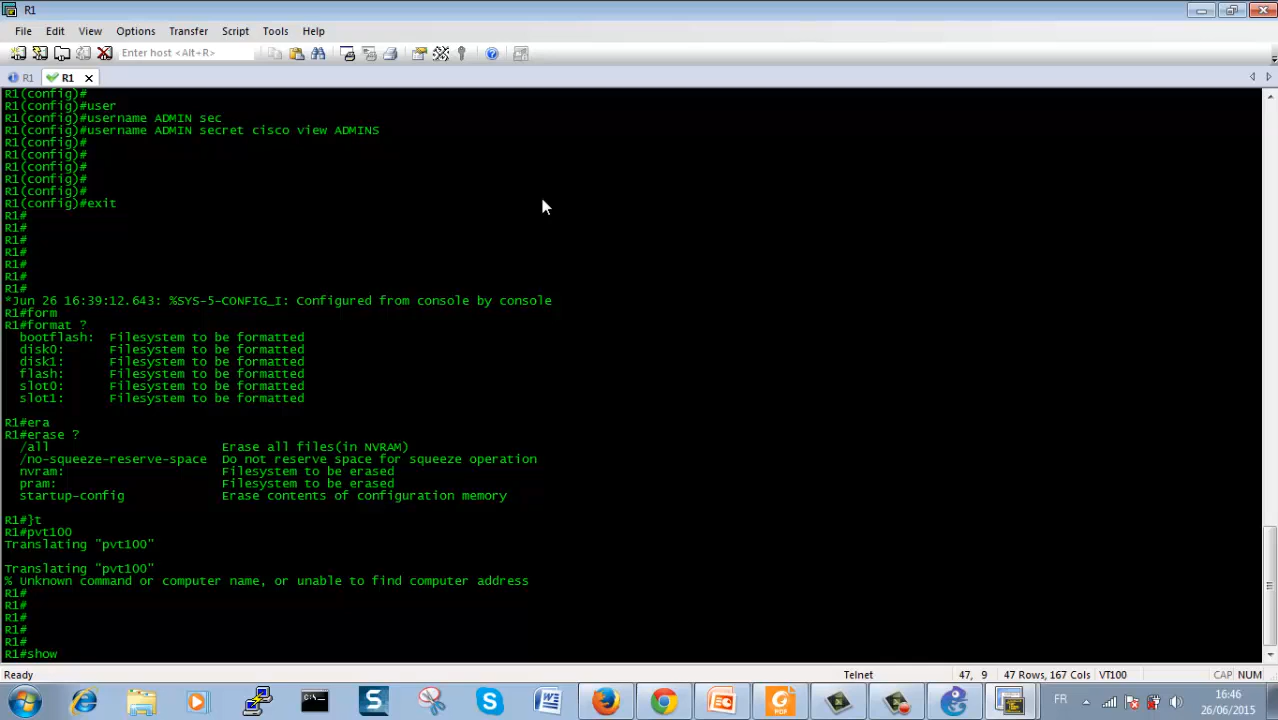 R1
File Edit View Options Transfer Script Tools Help
Enter host <Alt+R>
R1 R1
R1(config)#
R1(config)#user
R1(config)#username ADMIN sec
R1(config)#username ADMIN secret cisco view ADMINS
R1(config)#
R1(config)#
R1(config)#
R1(config)#
R1(config)#
R1(config)#exit
R1#
R1#
R1#
R1#
R1#
R1#
R1#
*Jun 26 16:39:12.643: %SYS-5-CONFIG_I: Configured from console by console
R1#form
R1#format ?
bootflash: Filesystem to be formatted
disk0: Filesystem to be formatted
disk1: Filesystem to be formatted
flash: Filesystem to be formatted
slot0: Filesystem to be formatted
slot1: Filesystem to be formatted
R1#era
R1#erase ?
/all Erase all files(in NVRAM)
/no-squeeze-reserve-space Do not reserve space for squeeze operation
nvram: Filesystem to be erased
pram: Filesystem to be erased
startup-config Erase contents of configuration memory
R1#}t
R1#pvt100
Translating "pvt100"
Translating "pvt100"
% Unknown command or computer name, or unable to find computer address
R1#
R1#
R1#
R1#
R1#
R1#show
Ready Telnet 47, 9 47 Rows, 167 Cols VT100 CAP NUM
FR 16:46
26/06/2015